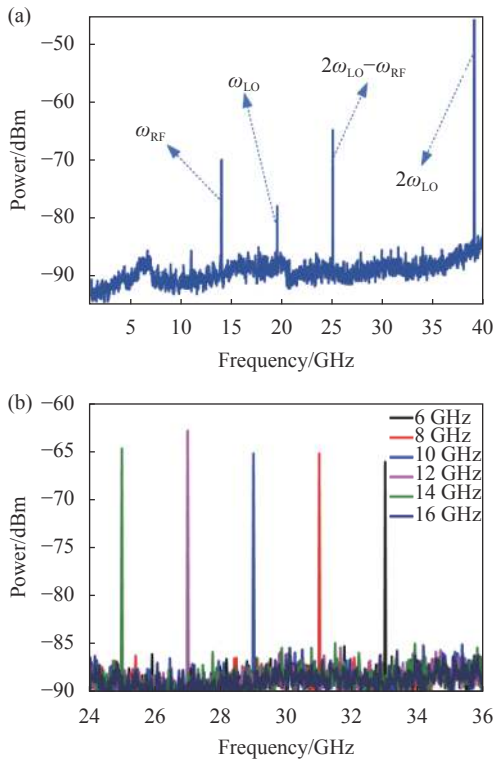 (a)
−50
−60
−70
−80
−90
Power/dBm
ωRF
ωLO
2ωLO−ωRF
2ωLO
5 10 15 20 25 30 35 40
Frequency/GHz
(b)
−60
−65
−70
−75
−80
−85
−90
Power/dBm
6 GHz
8 GHz
10 GHz
12 GHz
14 GHz
16 GHz
24 26 28 30 32 34 36
Frequency/GHz